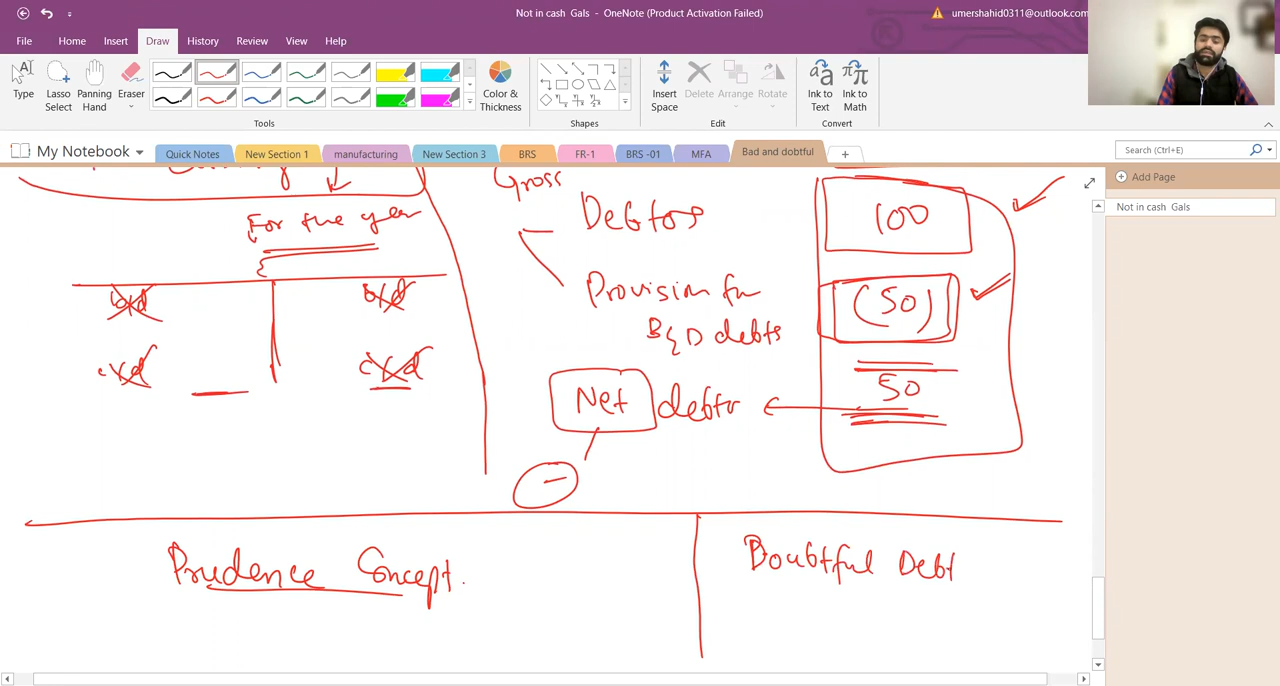 Not in cash Gals - OneNote (Product Activation Failed)
umershahid0311@outlook.com
File Home Insert Draw History Review View Help
Type
Lasso Select
Panning Hand
Eraser
Color & Thickness
Insert Space
Delete
Arrange
Rotate
Ink to Text
Ink to Math
Tools
Shapes
Edit
Convert
My Notebook
Quick Notes
New Section 1
manufacturing
New Section 3
BRS
FR-1
BRS -01
MFA
Bad and dobtful
Search (Ctrl+E)
Add Page
Not in cash Gals
Gross
For the year
Debtors
100
b/d b/d
Provision for
B & D debts
(50)
c/d c/d
Net debtor
50
Prudence Concept.
Doubtful Debt